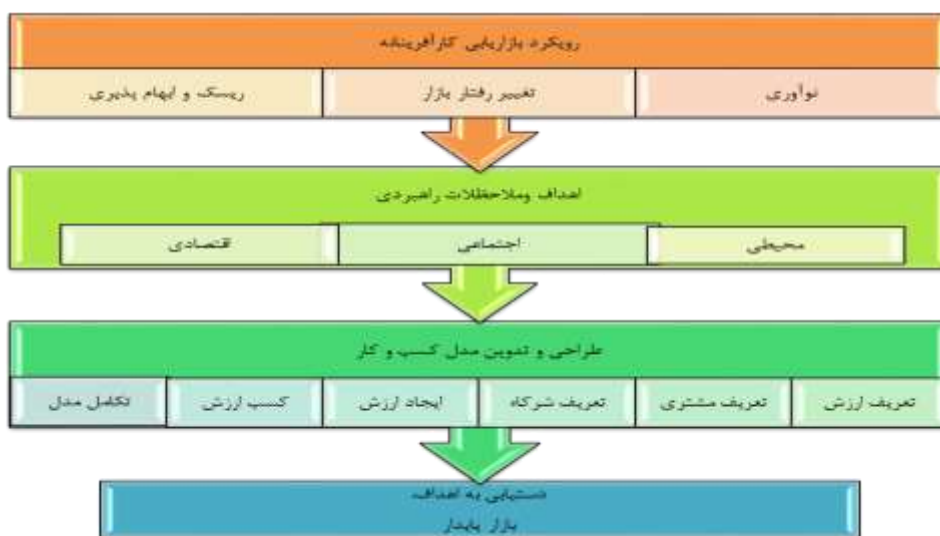 رویکرد بازاریابی کارآفرینانه
نوآوری
تغییر رفتار بازار
ریسک و ابهام پذیری
اهداف وملاحظلات راهبردی
محیطی
اجتماعی
اقتصادی
طراحی و تدوین مدل کسب و کار
تعریف ارزش
تعریف مشتری
تعریف شرکاء
ایجاد ارزش
کسب ارزش
تکامل مدل
دستیابی به اهداف
بازار پایدار